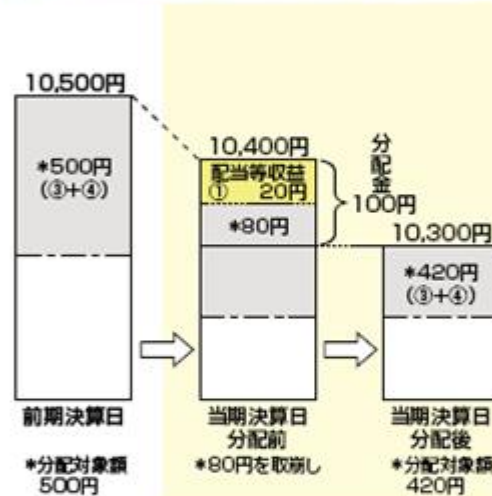 10,500円
*500円
(③+④)
前期決算日
*分配対象額
500円
10,400円
配当等収益
① 20円
*80円
分配金
100円
当期決算日
分配前
*80円を取崩し
10,300円
*420円
(③+④)
当期決算日
分配後
*分配対象額
420円